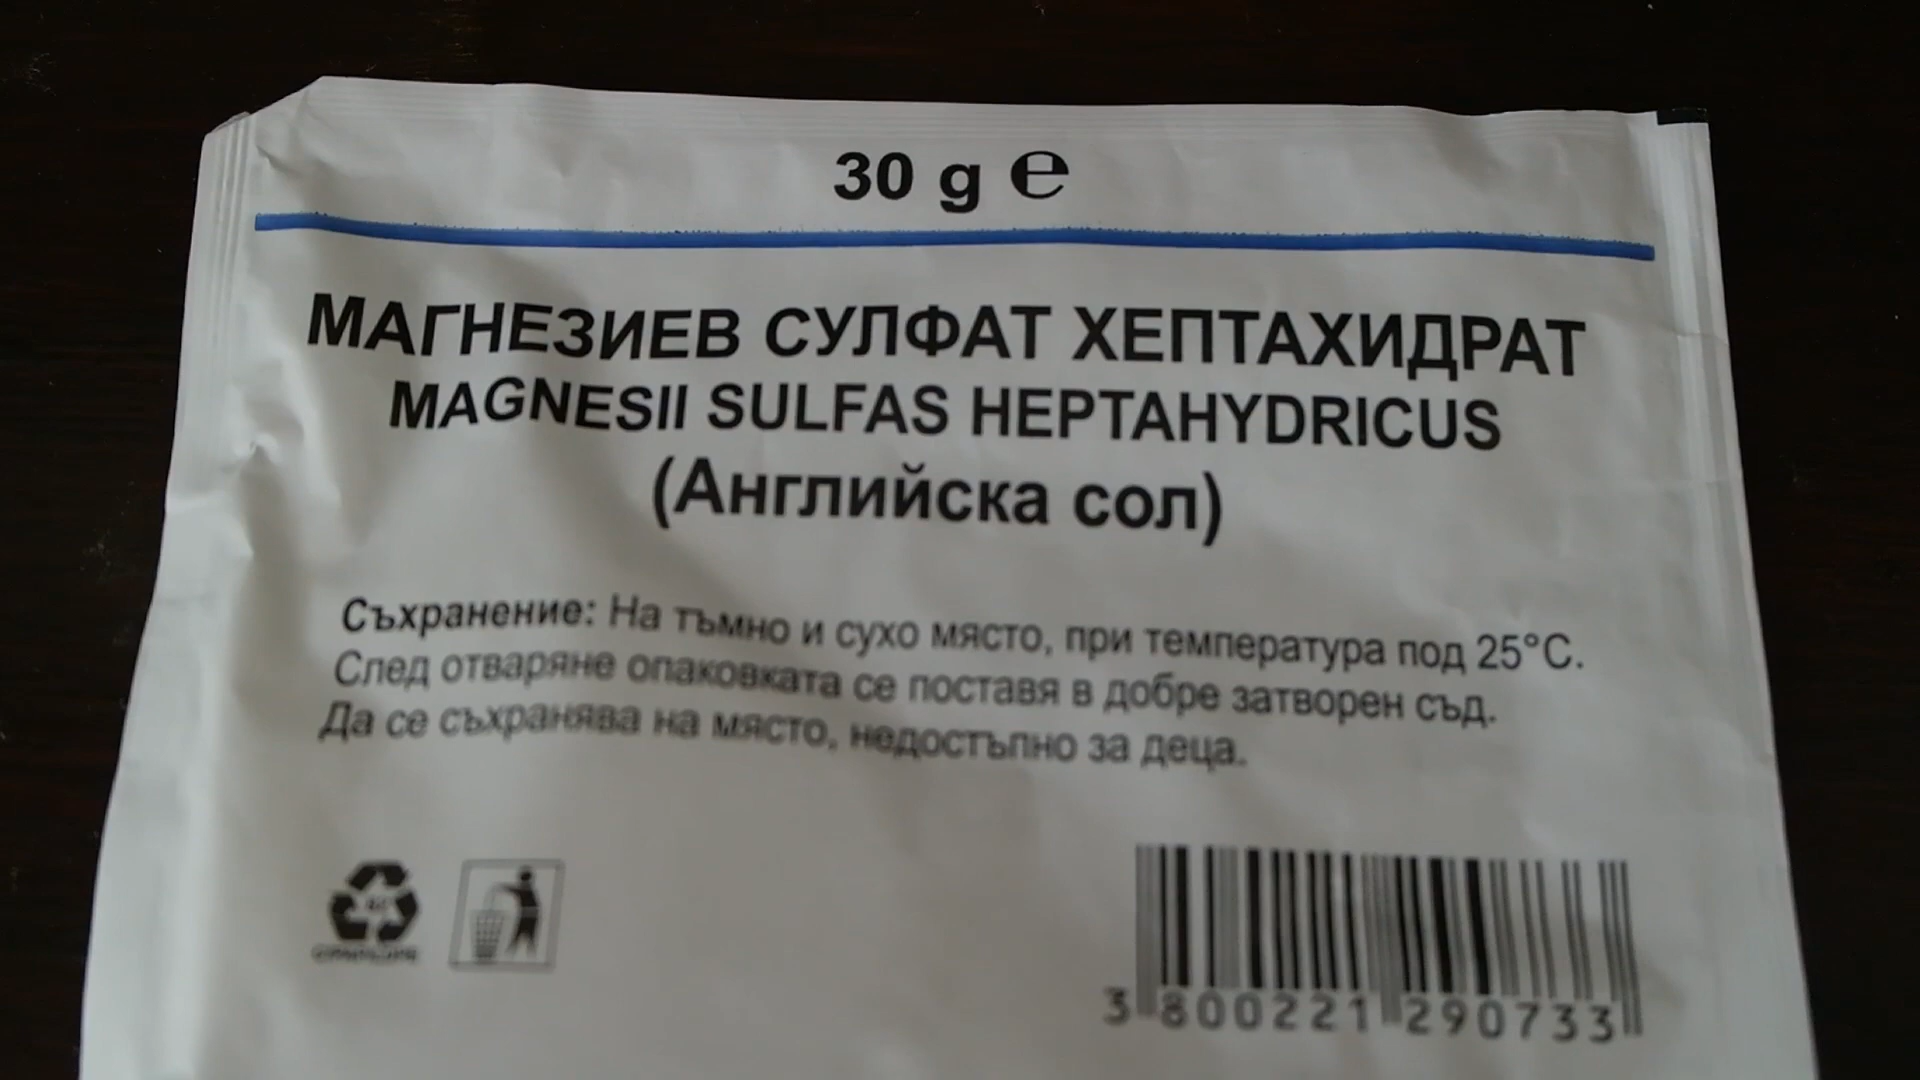 30 g ℮
МАГНЕЗИЕВ СУЛФАТ ХЕПТАХИДРАТ
MAGNESII SULFAS HEPTAHYDRICUS
(Английска сол)
Съхранение: На тъмно и сухо място, при температура под 25°C.
След отваряне опаковката се поставя в добре затворен съд.
Да се съхранява на място, недостъпно за деца.
3 800221 290733